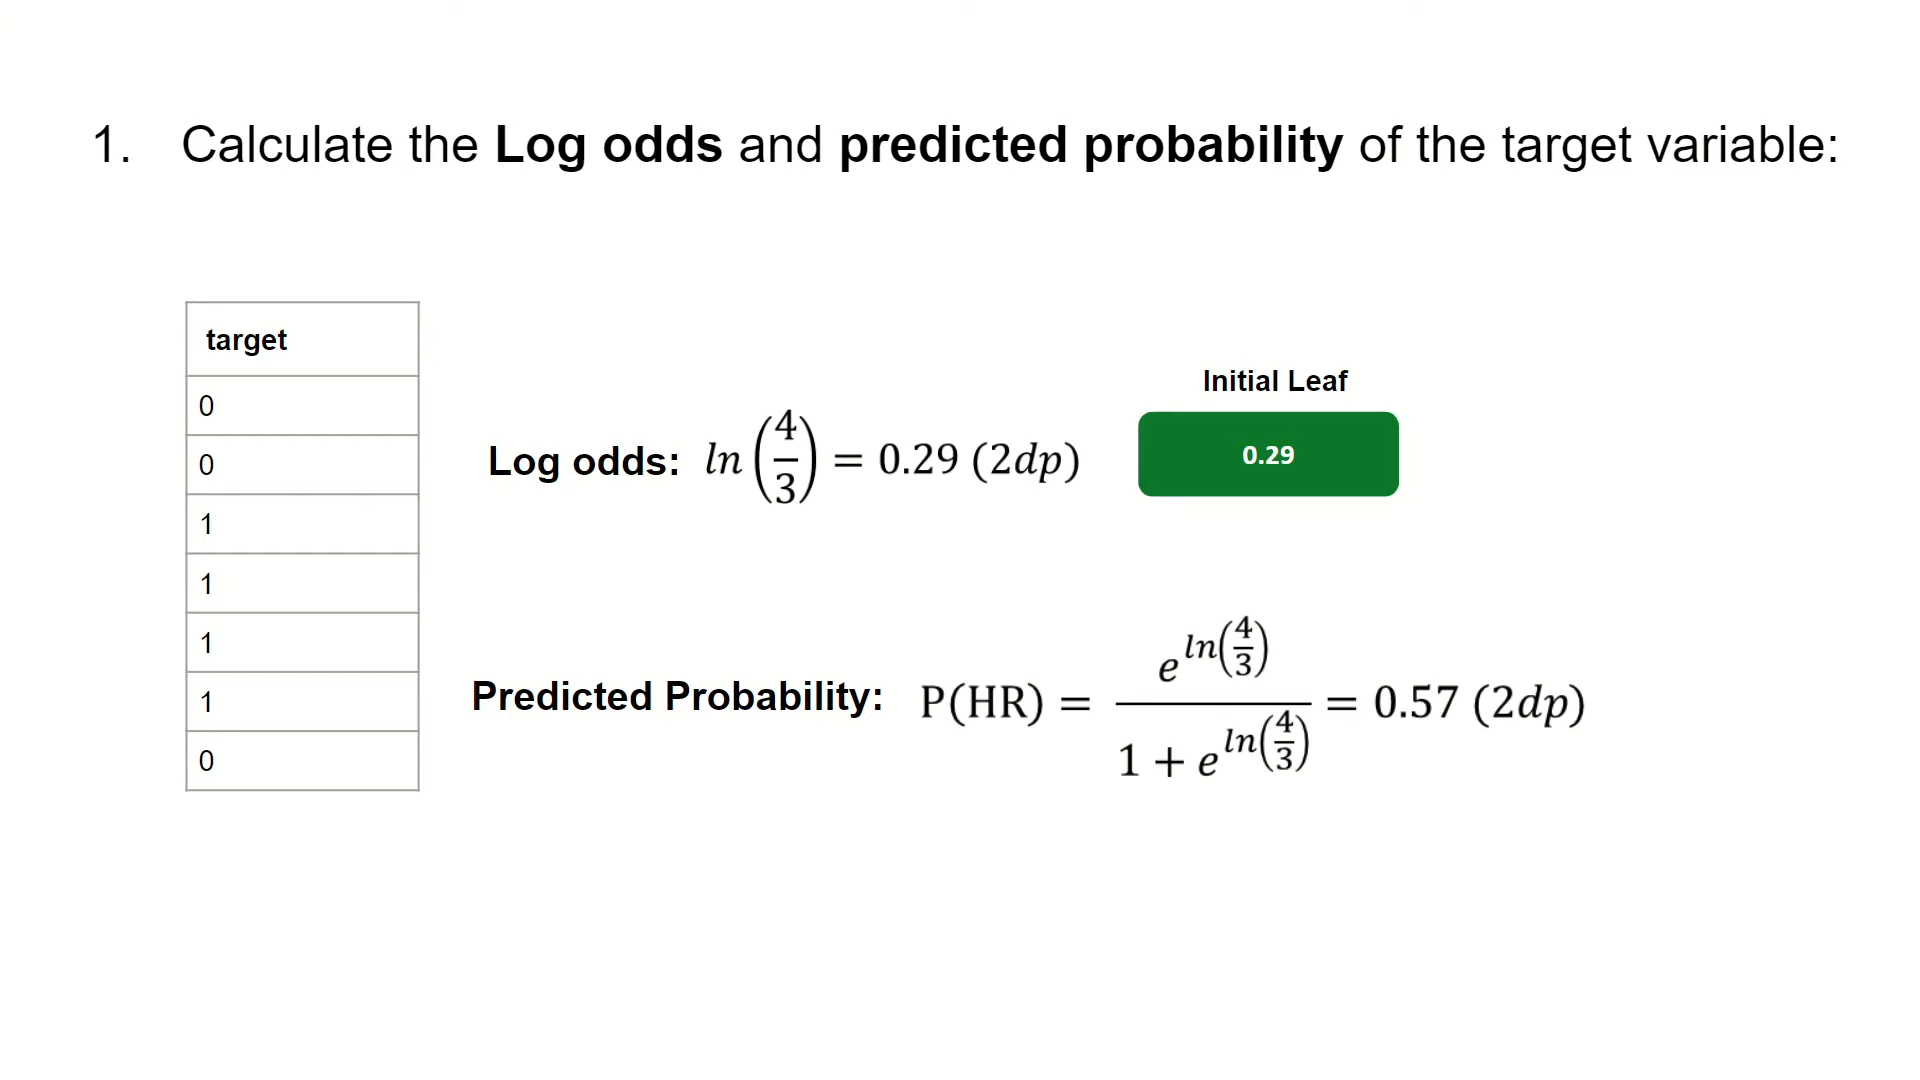 1. Calculate the Log odds and predicted probability of the target variable:
target
0
0
1
1
1
1
0
Log odds: ln(4/3) = 0.29 (2dp)
Initial Leaf
0.29
Predicted Probability: P(HR) = e^ln(4/3) / 1 + e^ln(4/3) = 0.57 (2dp)